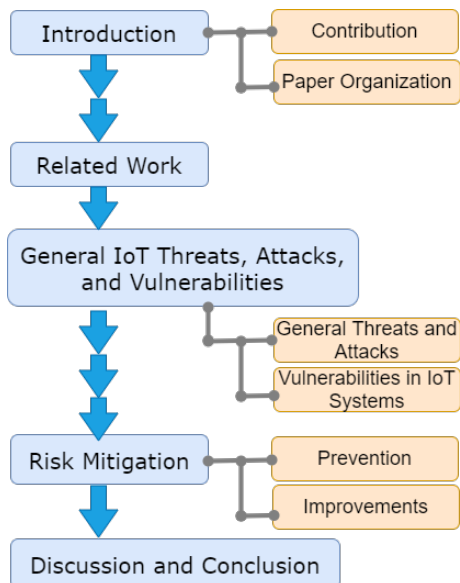 Introduction
Contribution
Paper Organization
Related Work
General IoT Threats, Attacks,
and Vulnerabilities
General Threats and
Attacks
Vulnerabilities in IoT
Systems
Risk Mitigation
Prevention
Improvements
Discussion and Conclusion